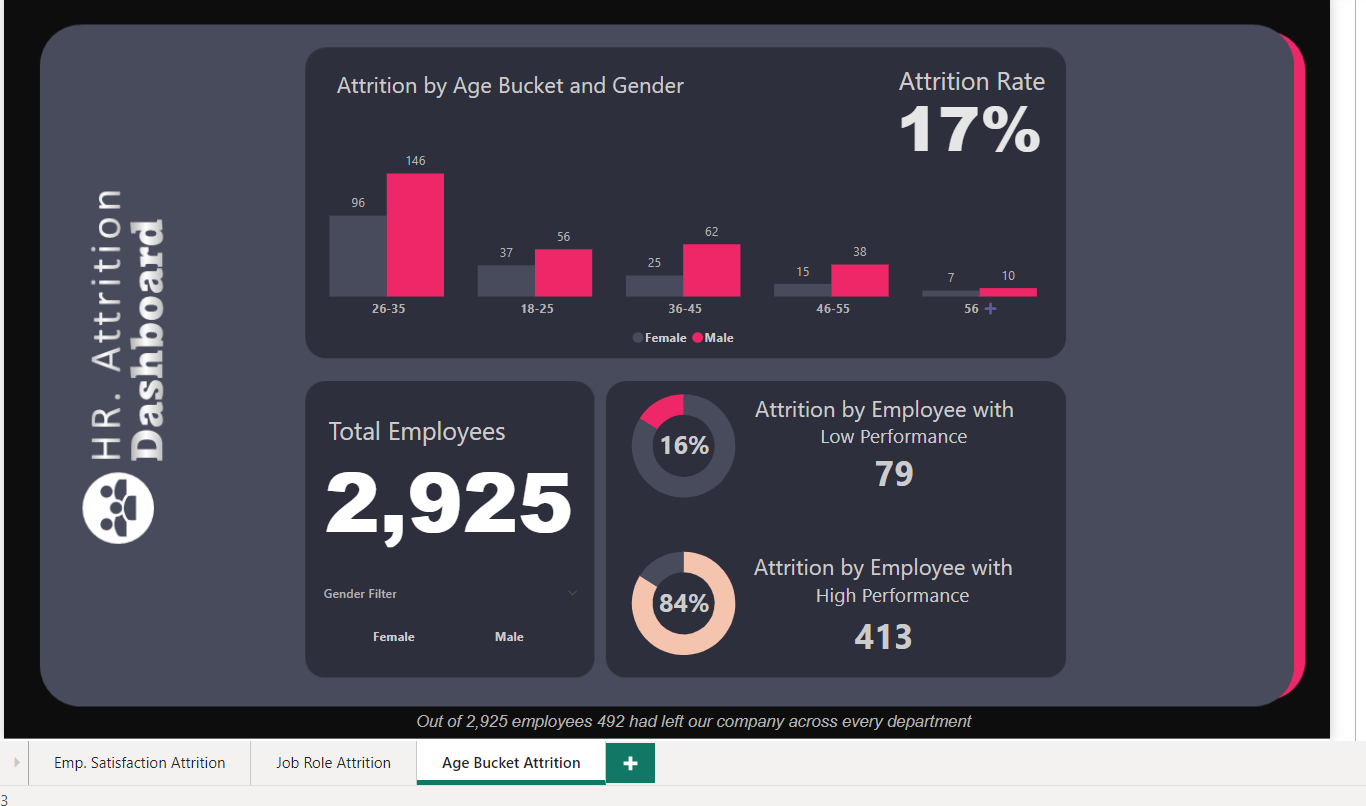 HR. Attrition
Dashboard
Attrition by Age Bucket and Gender
Attrition Rate
17%
96
146
37
56
25
62
15
38
7
10
26-35
18-25
36-45
46-55
56 +
Female
Male
Total Employees
2,925
Gender Filter
Female
Male
16%
Attrition by Employee with
Low Performance
79
84%
Attrition by Employee with
High Performance
413
Out of 2,925 employees 492 had left our company across every department
Emp. Satisfaction Attrition
Job Role Attrition
Age Bucket Attrition
+
3